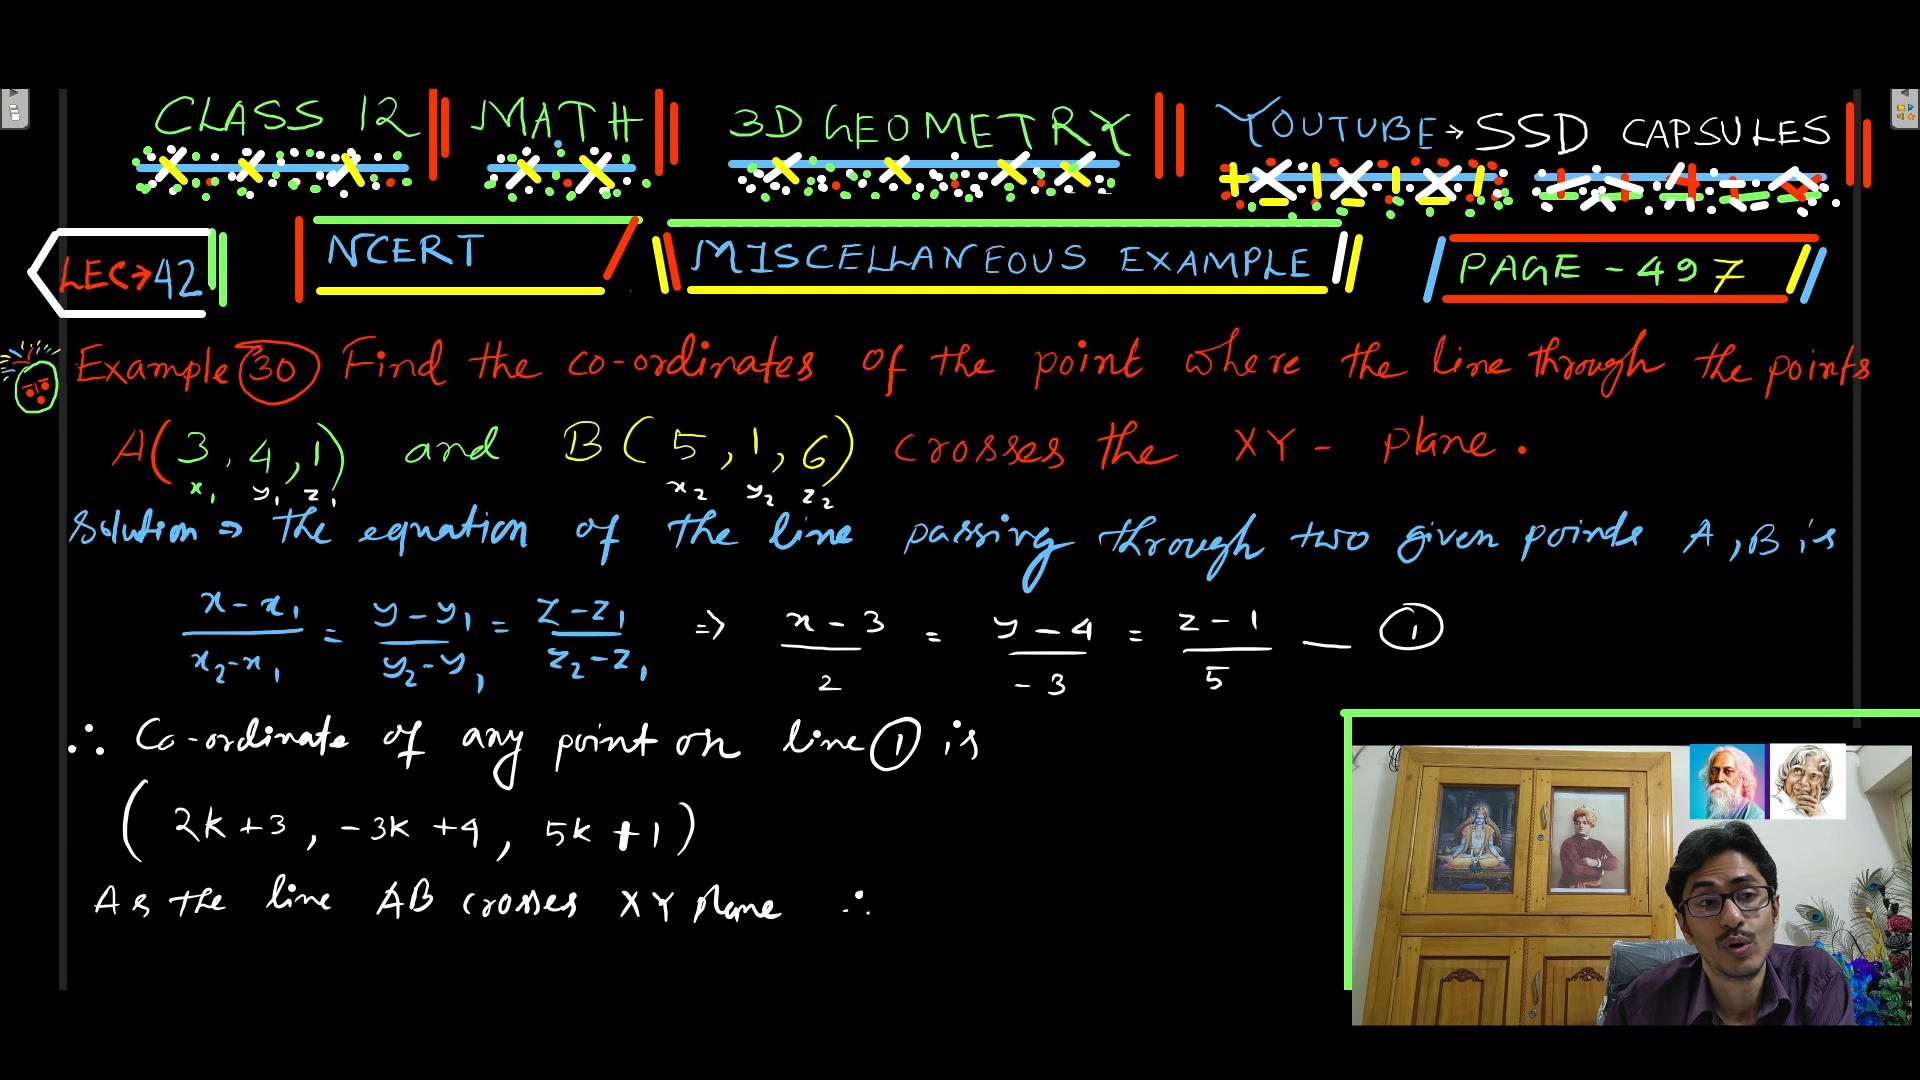 CLASS 12 || MATH || 3D GEOMETRY || YOUTUBE → SSD CAPSULES ||
LEC→42 NCERT MISCELLANEOUS EXAMPLE PAGE - 497
Example 30 Find the co-ordinates of the point where the line through the points
A(3, 4, 1) and B(5, 1, 6) crosses the XY- plane.
x₁ y₁ z₁ x₂ y₂ z₂
Solution ⇒ The equation of the line passing through two given points A, B is
(x-x₁)/(x₂-x₁) = (y-y₁)/(y₂-y₁) = (z-z₁)/(z₂-z₁) ⇒ (x-3)/2 = (y-4)/-3 = (z-1)/5 — ①
∴ Co-ordinate of any point on line ① is
(2k+3, -3k+4, 5k+1)
As the line AB crosses XY plane ∴